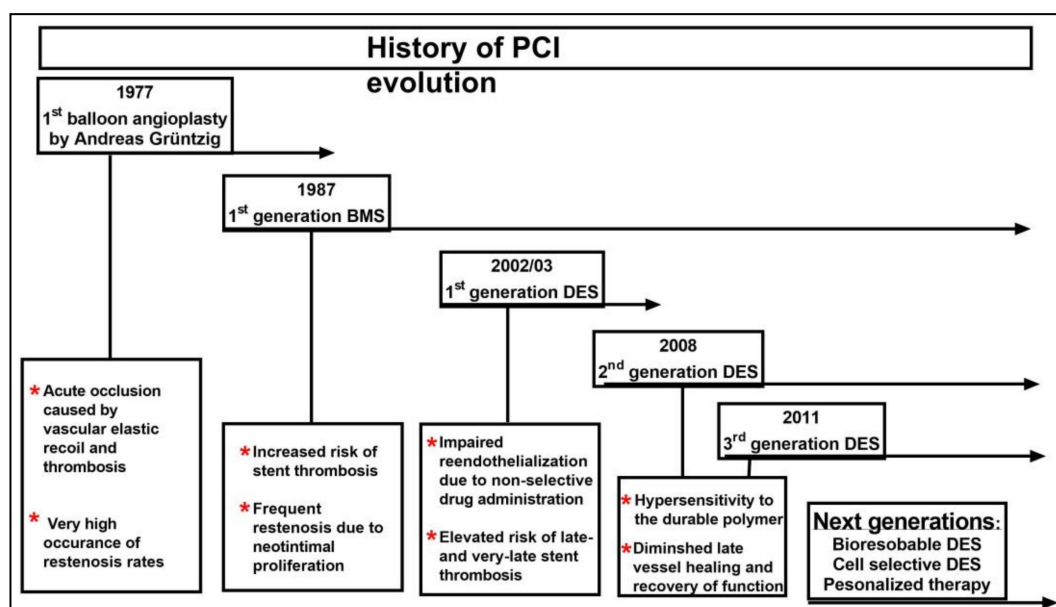 History of PCI
evolution
1977
1st balloon angioplasty
by Andreas Grüntzig
1987
1st generation BMS
2002/03
1st generation DES
2008
2nd generation DES
2011
3rd generation DES
* Acute occlusion
caused by
vascular elastic
recoil and
thrombosis
* Very high
occurance of
restenosis rates
* Increased risk of
stent thrombosis
* Frequent
restenosis due to
neotintimal
proliferation
* Impaired
reendothelialization
due to non-selective
drug administration
* Elevated risk of late-
and very-late stent
thrombosis
* Hypersensitivity to
the durable polymer
* Diminshed late
vessel healing and
recovery of function
Next generations:
Bioresobable DES
Cell selective DES
Pesonalized therapy